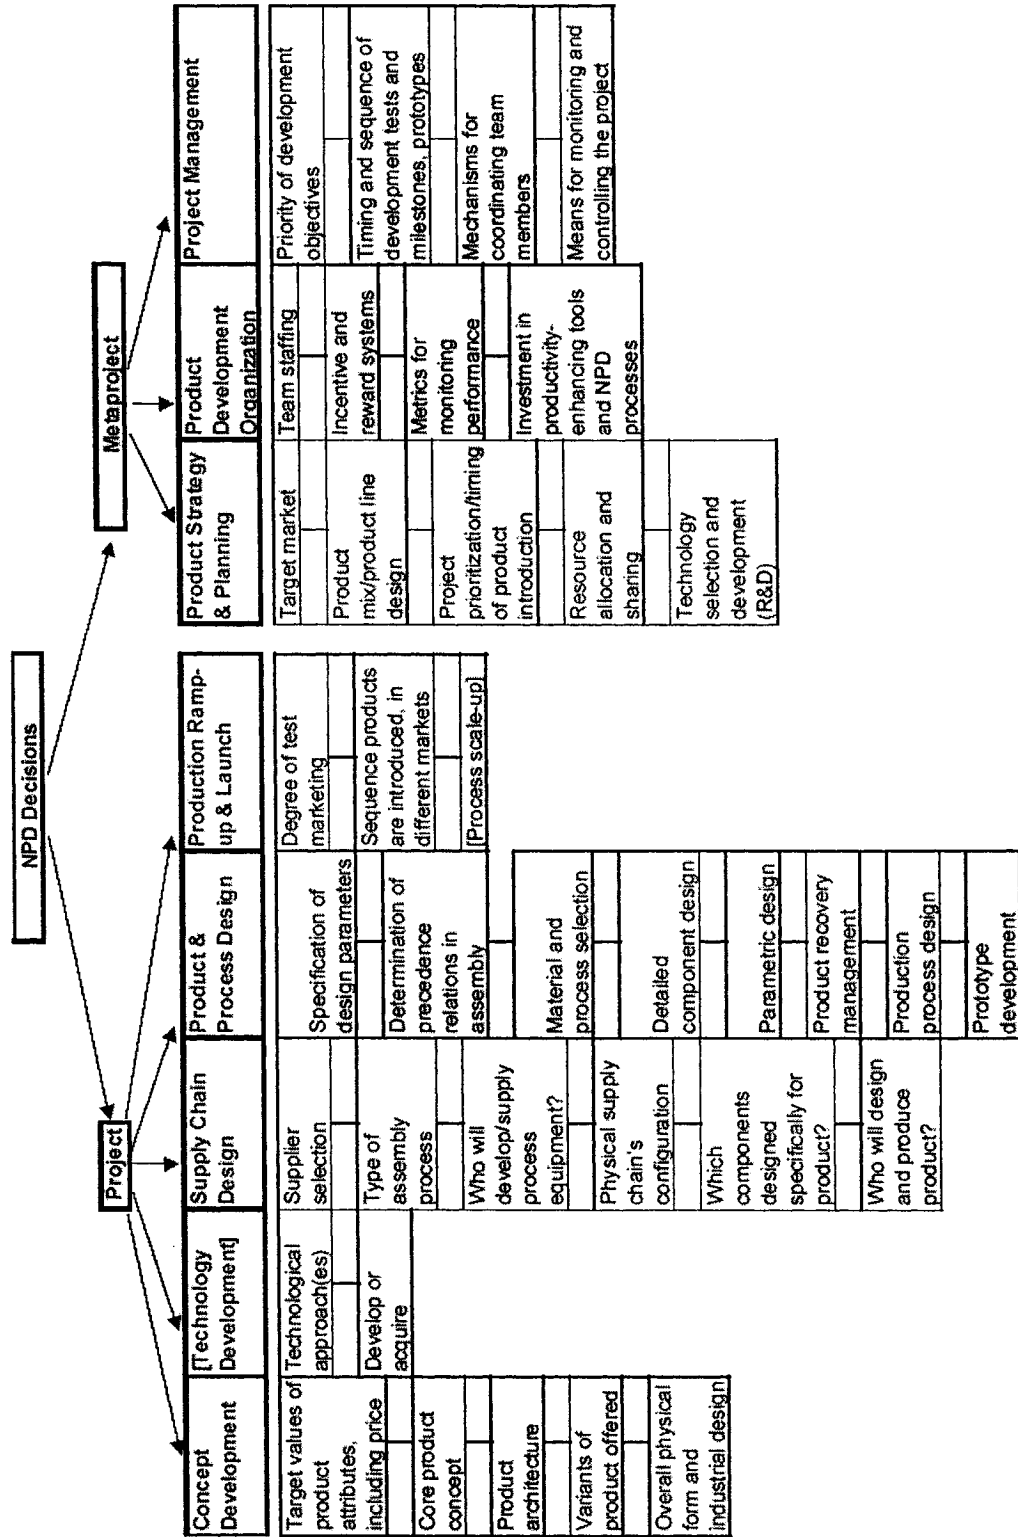 NPD Decisions
Project
Metaproject
Concept
Development
Target values of
product
attributes,
including price
Core product
concept
Product
architecture
Variants of
product offered
Overall physical
form and
industrial design
[Technology
Development]
Technological
approach(es)
Develop or
acquire
Supply Chain
Design
Supplier
selection
Type of
assembly
process
Who will
develop/supply
process
equipment?
Physical supply
chain's
configuration
Which
components
designed
specifically for
product?
Who will design
and produce
product?
Product &
Process Design
Specification of
design parameters
Determination of
precedence
relations in
assembly
Material and
process selection
Detailed
component design
Parametric design
Product recovery
management
Production
process design
Prototype
development
Production Ramp-
up & Launch
Degree of test
marketing
Sequence products
are introduced, in
different markets
[Process scale-up]
Product Strategy
& Planning
Target market
Product
mix/product line
design
Project
prioritization/timing
of product
introduction
Resource
allocation and
sharing
Technology
selection and
development
(R&D)
Product
Development
Organization
Team staffing
Incentive and
reward systems
Metrics for
monitoring
performance
Investment in
productivity-
enhancing tools
and NPD
processes
Project Management
Priority of development
objectives
Timing and sequence of
development tests and
milestones, prototypes
Mechanisms for
coordinating team
members
Means for monitoring and
controlling the project